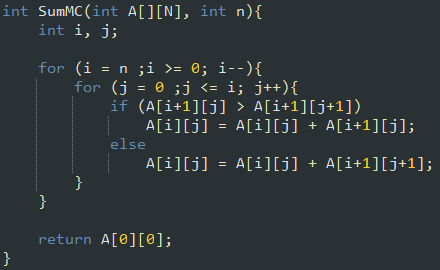 int SumMC(int A[][N], int n){
    int i, j;

    for (i = n ;i >= 0; i--){
        for (j = 0 ;j <= i; j++){
            if (A[i+1][j] > A[i+1][j+1])
                A[i][j] = A[i][j] + A[i+1][j];
            else
                A[i][j] = A[i][j] + A[i+1][j+1];
        }
    }

    return A[0][0];
}